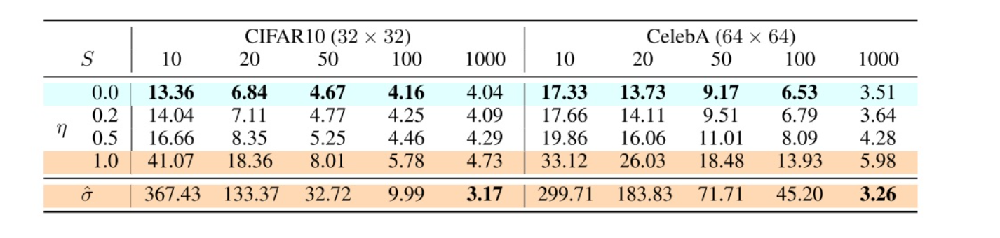 CIFAR10 (32 × 32) CelebA (64 × 64)
S 10 20 50 100 1000 10 20 50 100 1000
0.0 13.36 6.84 4.67 4.16 4.04 17.33 13.73 9.17 6.53 3.51
0.2 14.04 7.11 4.77 4.25 4.09 17.66 14.11 9.51 6.79 3.64
η
0.5 16.66 8.35 5.25 4.46 4.29 19.86 16.06 11.01 8.09 4.28
1.0 41.07 18.36 8.01 5.78 4.73 33.12 26.03 18.48 13.93 5.98
σ̂ 367.43 133.37 32.72 9.99 3.17 299.71 183.83 71.71 45.20 3.26